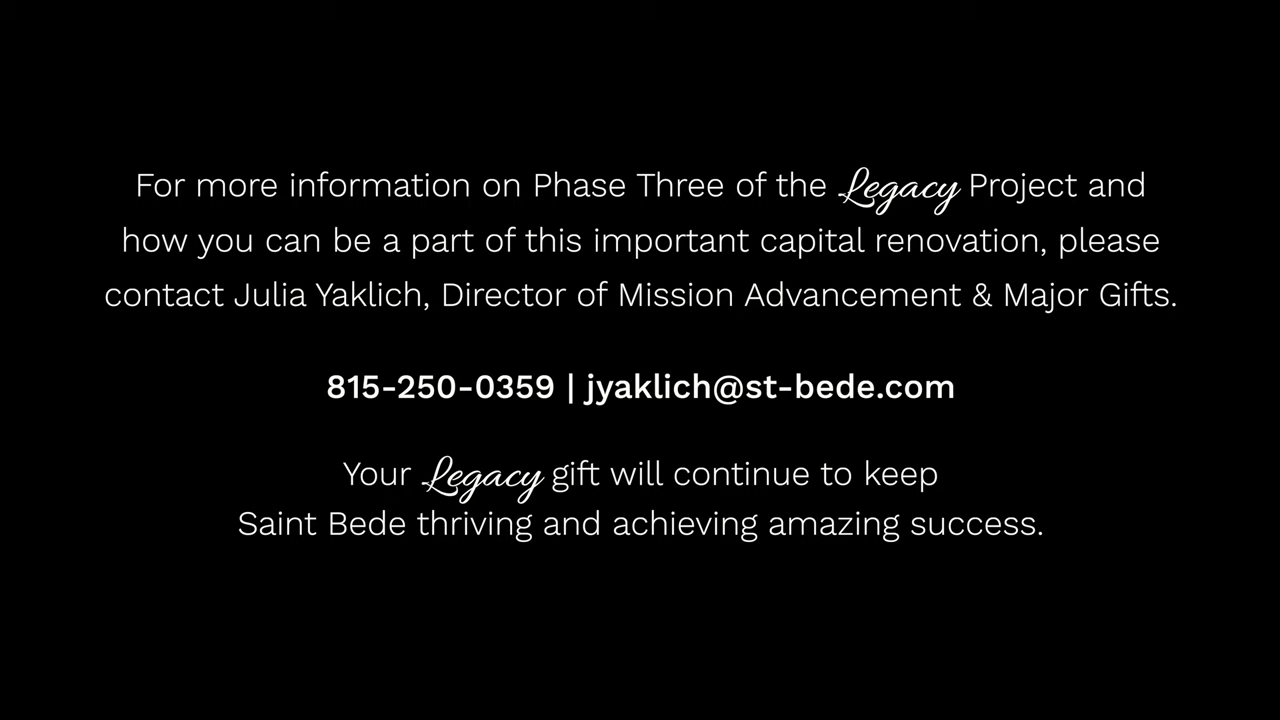 For more information on Phase Three of the Legacy Project and
how you can be a part of this important capital renovation, please
contact Julia Yaklich, Director of Mission Advancement & Major Gifts.
815-250-0359 | jyaklich@st-bede.com
Your Legacy gift will continue to keep
Saint Bede thriving and achieving amazing success.